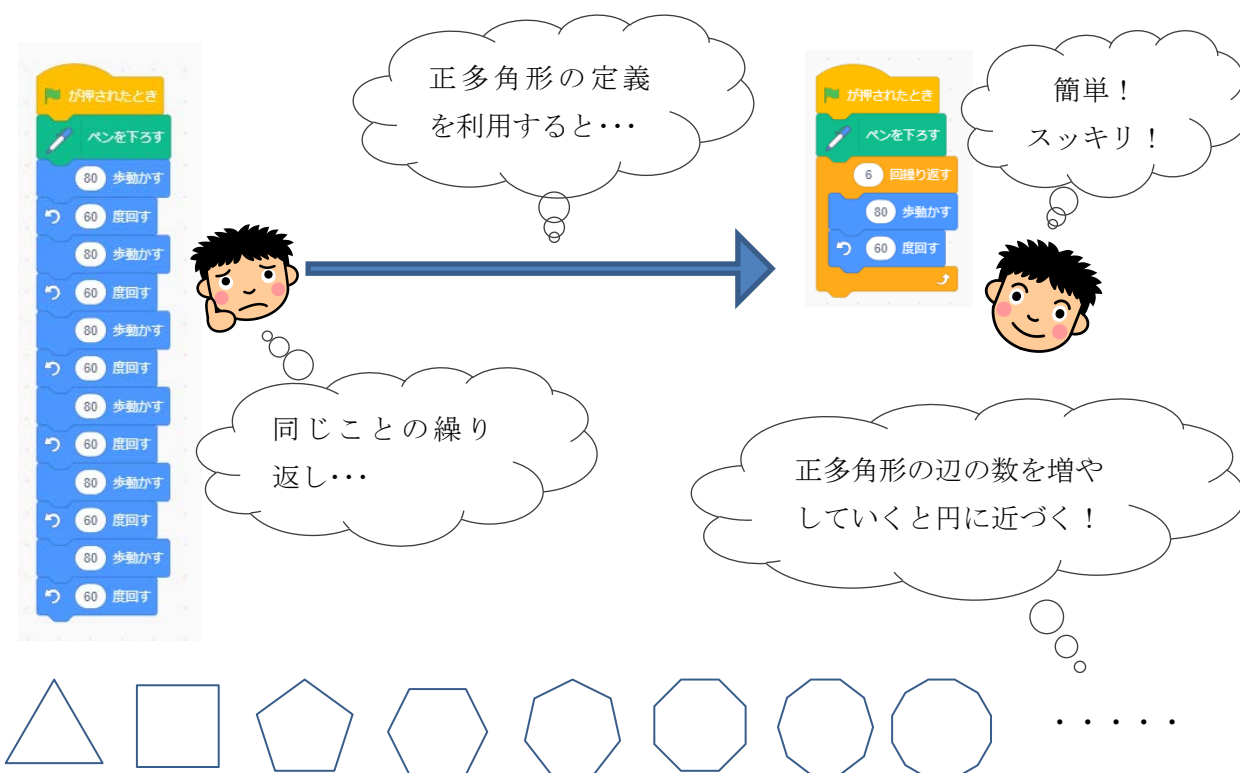 が押されたとき
ペンを下ろす
80 歩動かす
60 度回す
80 歩動かす
60 度回す
80 歩動かす
60 度回す
80 歩動かす
60 度回す
80 歩動かす
60 度回す
80 歩動かす
60 度回す
正多角形の定義
を利用すると・・・
同じことの繰り
返し・・・
が押されたとき
ペンを下ろす
6 回繰り返す
80 歩動かす
60 度回す
簡単！
スッキリ！
正多角形の辺の数を増や
していくと円に近づく！
・・・・・